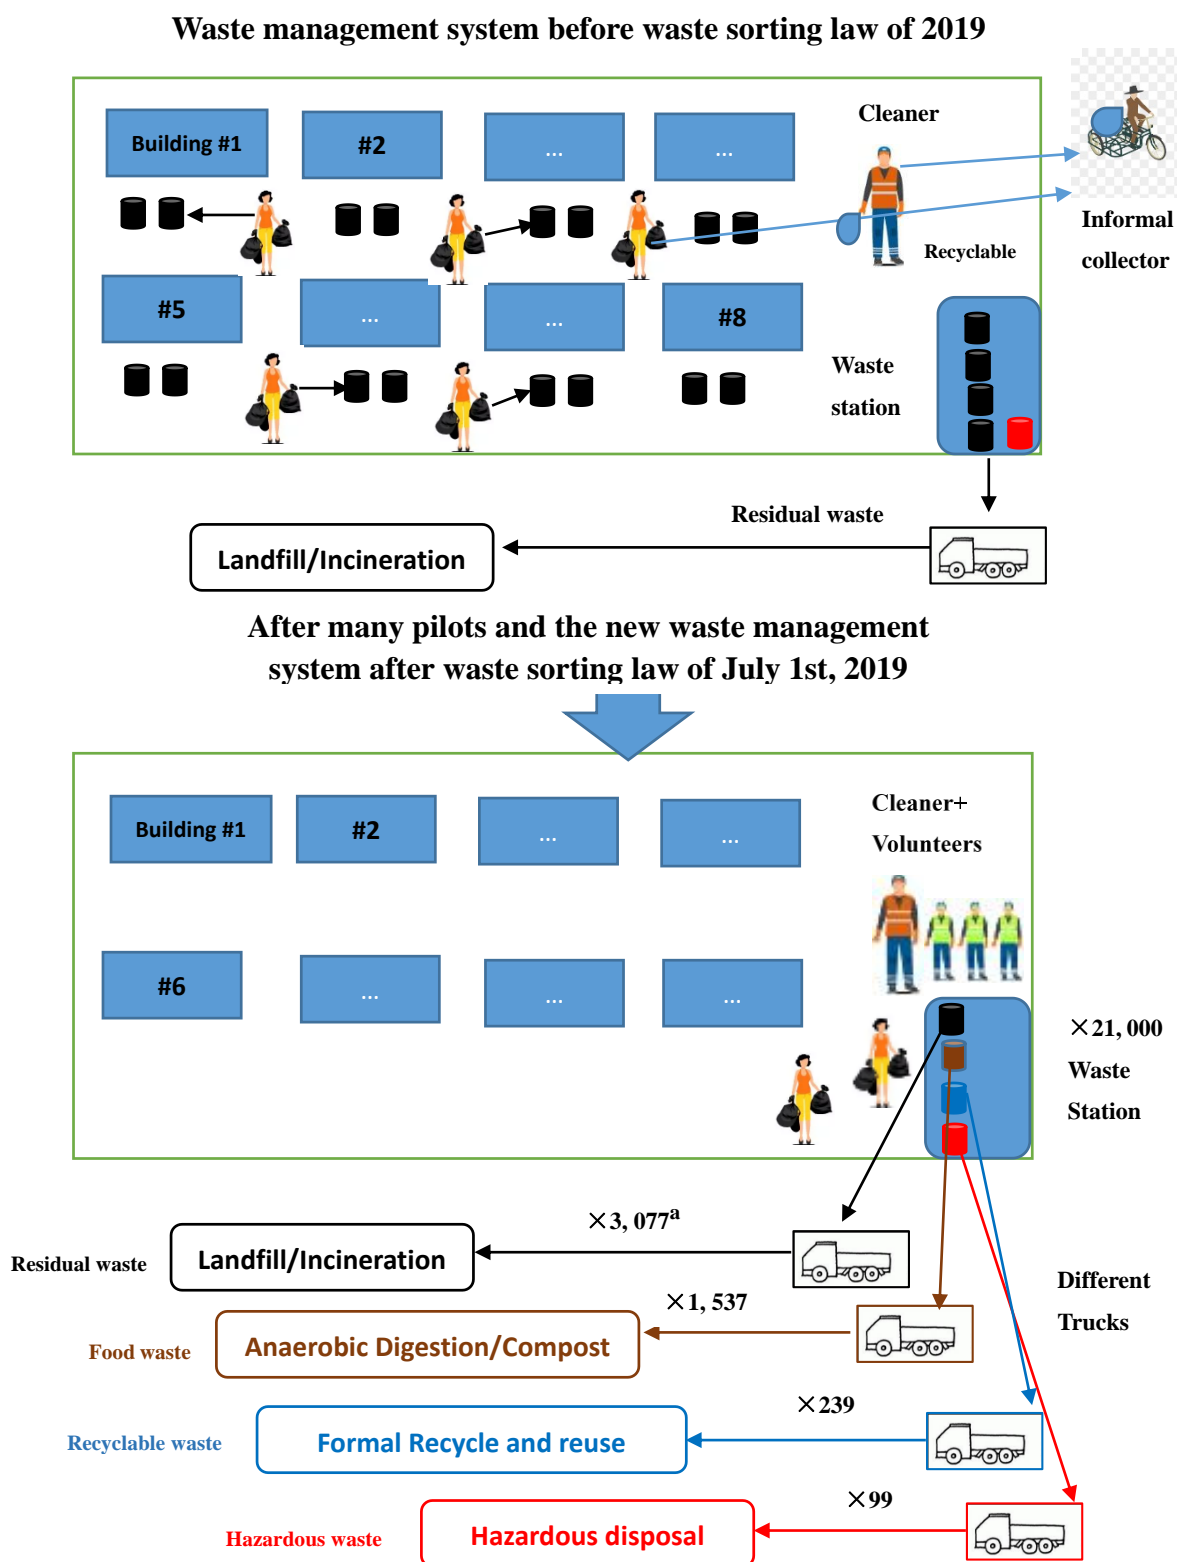 Waste management system before waste sorting law of 2019
Building #1
#2
...
...
Cleaner
Recyclable
Informal
collector
#5
...
...
#8
Waste
station
Residual waste
Landfill/Incineration
After many pilots and the new waste management
system after waste sorting law of July 1st, 2019
Building #1
#2
...
...
Cleaner+
Volunteers
#6
...
...
...
×21, 000
Waste
Station
Residual waste
Landfill/Incineration
×3, 077ᵃ
Different
Trucks
Food waste
Anaerobic Digestion/Compost
×1, 537
Recyclable waste
Formal Recycle and reuse
×239
Hazardous waste
Hazardous disposal
×99